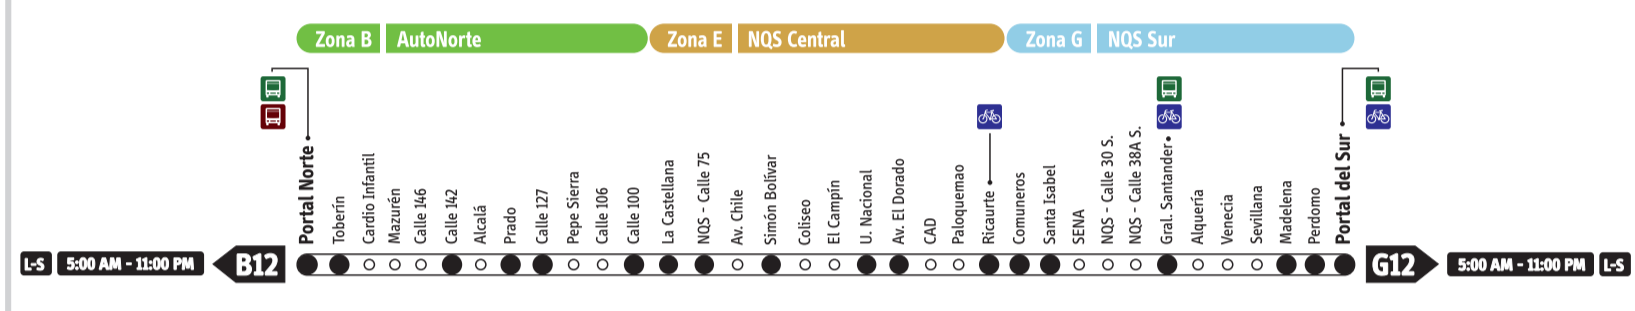 Zona B AutoNorte Zona E NQS Central Zona G NQS Sur
Portal Norte
Toberín
Cardio Infantil
Mazurén
Calle 146
Calle 142
Alcalá
Prado
Calle 127
Pepe Sierra
Calle 106
Calle 100
La Castellana
NQS - Calle 75
Av. Chile
Simón Bolívar
Coliseo
El Campín
U. Nacional
Av. El Dorado
CAD
Paloquemao
Ricaurte
Comuneros
Santa Isabel
SENA
NQS - Calle 30 S.
NQS - Calle 38A S.
Gral. Santander
Alquería
Venecia
Sevillana
Madelena
Perdomo
Portal del Sur
L-S 5:00 AM - 11:00 PM B12 G12 5:00 AM - 11:00 PM L-S